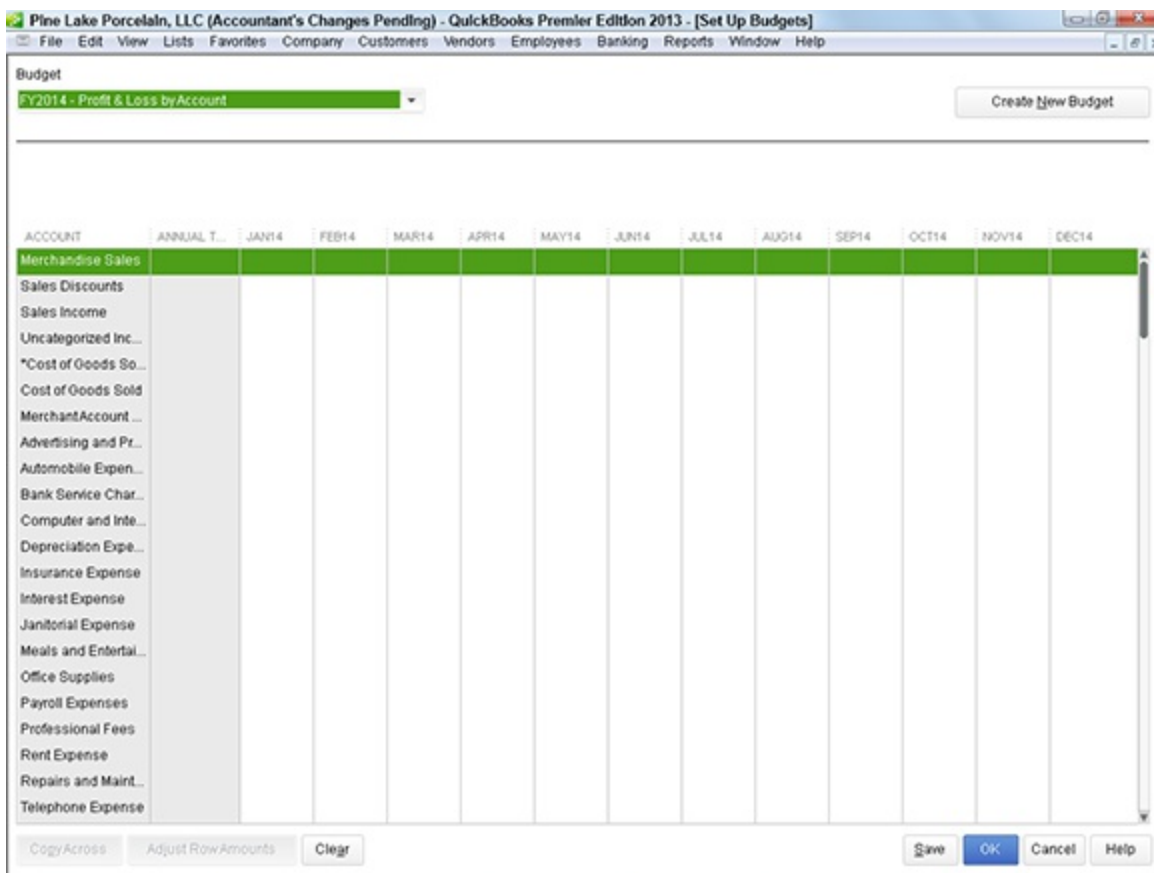 Pine Lake Porcelain, LLC (Accountant's Changes Pending) - QuickBooks Premier Edition 2013 - [Set Up Budgets]
File Edit View Lists Favorites Company Customers Vendors Employees Banking Reports Window Help
Budget
FY2014 - Profit & Loss by Account
Create New Budget
ACCOUNT ANNUAL T... JAN14 FEB14 MAR14 APR14 MAY14 JUN14 JUL14 AUG14 SEP14 OCT14 NOV14 DEC14
Merchandise Sales
Sales Discounts
Sales Income
Uncategorized Inc...
*Cost of Goods So...
Cost of Goods Sold
Merchant Account ...
Advertising and Pr...
Automobile Expen...
Bank Service Char...
Computer and Inte...
Depreciation Expe...
Insurance Expense
Interest Expense
Janitorial Expense
Meals and Entertai...
Office Supplies
Payroll Expenses
Professional Fees
Rent Expense
Repairs and Maint...
Telephone Expense
Copy Across Adjust Row Amounts Clear Save OK Cancel Help